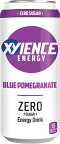 ZERO SUGAR
XYIENCE
ENERGY
BLUE POMEGRANATE
ZERO
SUGAR
Energy Drink